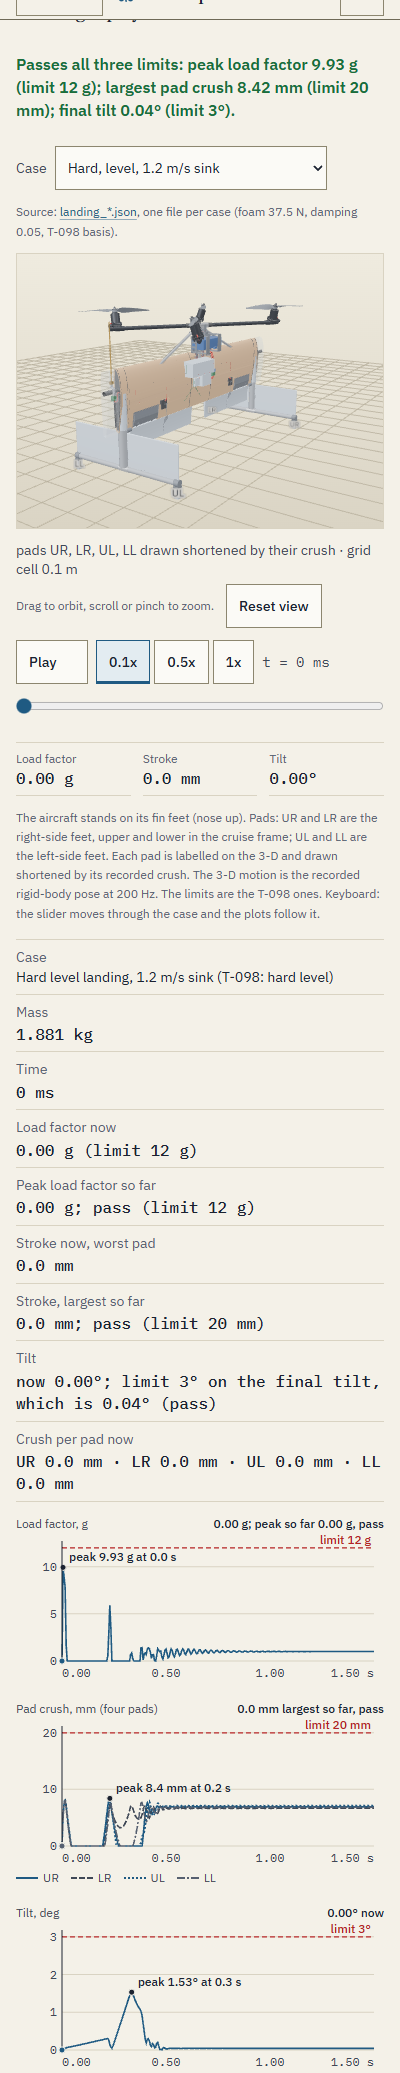 Passes all three limits: peak load factor 9.93 g
(limit 12 g); largest pad crush 8.42 mm (limit 20
mm); final tilt 0.04° (limit 3°).
Case
Hard, level, 1.2 m/s sink
Source: landing_*.json, one file per case (foam 37.5 N, damping
0.05, T-098 basis).
LL
UL
pads UR, LR, UL, LL drawn shortened by their crush · grid
cell 0.1 m
Drag to orbit, scroll or pinch to zoom.
Reset view
Play
0.1x
0.5x
1x
t = 0 ms
Load factor
Stroke
Tilt
0.00 g
0.0 mm
0.00°
The aircraft stands on its fin feet (nose up). Pads: UR and LR are the
right-side feet, upper and lower in the cruise frame; UL and LL are
the left-side feet. Each pad is labelled on the 3-D and drawn
shortened by its recorded crush. The 3-D motion is the recorded
rigid-body pose at 200 Hz. The limits are the T-098 ones. Keyboard:
the slider moves through the case and the plots follow it.
Case
Hard level landing, 1.2 m/s sink (T-098: hard level)
Mass
1.881 kg
Time
0 ms
Load factor now
0.00 g (limit 12 g)
Peak load factor so far
0.00 g; pass (limit 12 g)
Stroke now, worst pad
0.0 mm
Stroke, largest so far
0.0 mm; pass (limit 20 mm)
Tilt
now 0.00°; limit 3° on the final tilt,
which is 0.04° (pass)
Crush per pad now
UR 0.0 mm · LR 0.0 mm · UL 0.0 mm · LL
0.0 mm
Load factor, g
0.00 g; peak so far 0.00 g, pass
limit 12 g
peak 9.93 g at 0.0 s
10
5
0
0.00
0.50
1.00
1.50 s
Pad crush, mm (four pads)
0.0 mm largest so far, pass
limit 20 mm
20
peak 8.4 mm at 0.2 s
10
0
0.00
0.50
1.00
1.50 s
UR
LR
UL
LL
Tilt, deg
0.00° now
limit 3°
3
2
peak 1.53° at 0.3 s
1
0
0.00
0.50
1.00
1.50 s